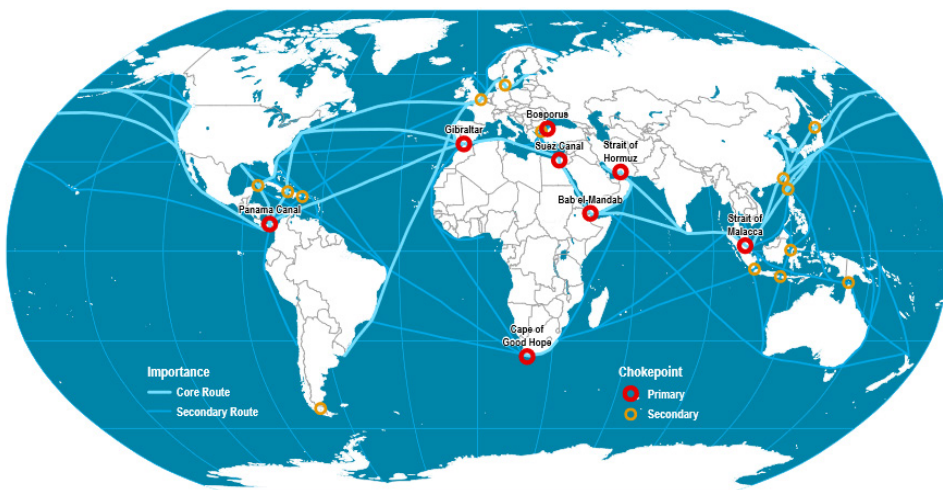 Bosporus
Gibraltar
Suez Canal
Strait of
Hormuz
Bab el-Mandab
Panama Canal
Strait of
Malacca
Cape of
Good Hope
Importance
Core Route
Secondary Route
Chokepoint
Primary
Secondary